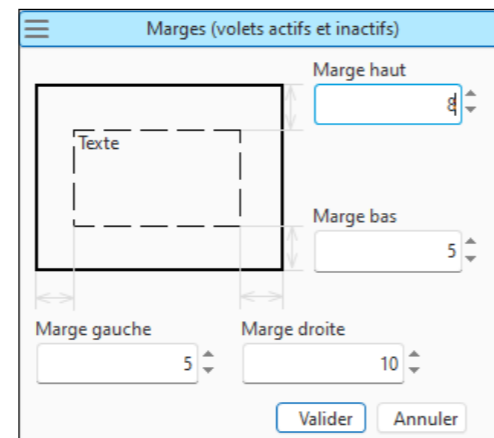 Marges (volets actifs et inactifs)
Marge haut
8
Texte
Marge bas
5
Marge gauche
Marge droite
5
10
Valider
Annuler